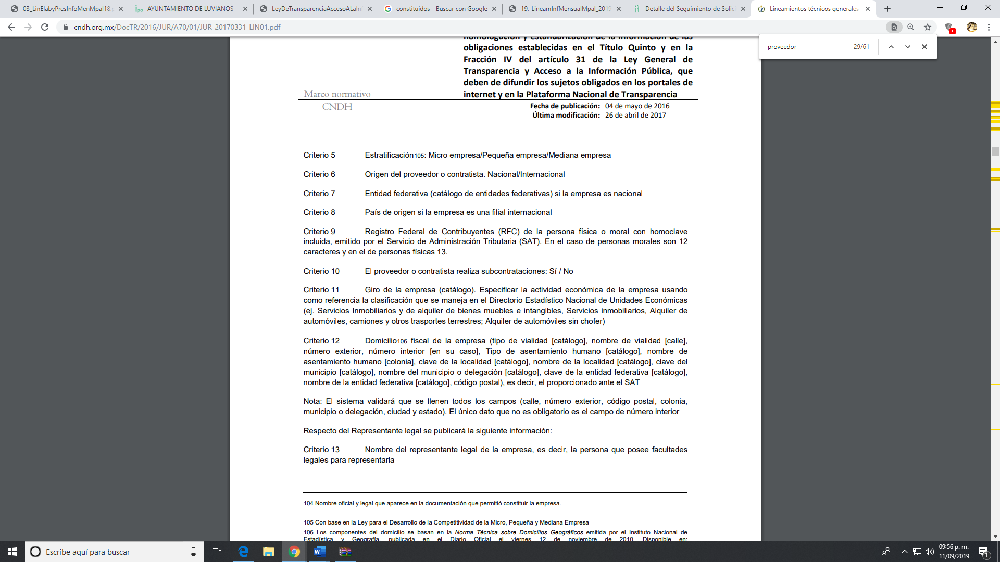 03_LinElabyPresInfoMenMpal18.p
AYUNTAMIENTO DE LUVIANOS -
LeyDeTransparenciaAccesoALaInf
constituidos - Buscar con Google
19.-LineamInfMensualMpal_2019
Detalle del Seguimiento de Solici
Lineamientos técnicos generales
cndh.org.mx/DocTR/2016/JUR/A70/01/JUR-20170331-LIN01.pdf
proveedor 29/61
homologación y estandarización de la información de las
obligaciones establecidas en el Título Quinto y en la
Fracción IV del artículo 31 de la Ley General de
Transparencia y Acceso a la Información Pública, que
deben de difundir los sujetos obligados en los portales de
internet y en la Plataforma Nacional de Transparencia
Marco normativo
CNDH
Fecha de publicación: 04 de mayo de 2016
Última modificación: 26 de abril de 2017
Criterio 5 Estratificación105: Micro empresa/Pequeña empresa/Mediana empresa
Criterio 6 Origen del proveedor o contratista. Nacional/Internacional
Criterio 7 Entidad federativa (catálogo de entidades federativas) si la empresa es nacional
Criterio 8 País de origen si la empresa es una filial internacional
Criterio 9 Registro Federal de Contribuyentes (RFC) de la persona física o moral con homoclave
incluida, emitido por el Servicio de Administración Tributaria (SAT). En el caso de personas morales son 12
caracteres y en el de personas físicas 13.
Criterio 10 El proveedor o contratista realiza subcontrataciones: Sí / No
Criterio 11 Giro de la empresa (catálogo). Especificar la actividad económica de la empresa usando
como referencia la clasificación que se maneja en el Directorio Estadístico Nacional de Unidades Económicas
(ej. Servicios Inmobiliarios y de alquiler de bienes muebles e intangibles, Servicios inmobiliarios, Alquiler de
automóviles, camiones y otros trasportes terrestres; Alquiler de automóviles sin chofer)
Criterio 12 Domicilio106 fiscal de la empresa (tipo de vialidad [catálogo], nombre de vialidad [calle],
número exterior, número interior [en su caso], Tipo de asentamiento humano [catálogo], nombre de
asentamiento humano [colonia], clave de la localidad [catálogo], nombre de la localidad [catálogo], clave del
municipio [catálogo], nombre del municipio o delegación [catálogo], clave de la entidad federativa [catálogo],
nombre de la entidad federativa [catálogo], código postal), es decir, el proporcionado ante el SAT
Nota: El sistema validará que se llenen todos los campos (calle, número exterior, código postal, colonia,
municipio o delegación, ciudad y estado). El único dato que no es obligatorio es el campo de número interior
Respecto del Representante legal se publicará la siguiente información:
Criterio 13 Nombre del representante legal de la empresa, es decir, la persona que posee facultades
legales para representarla
104 Nombre oficial y legal que aparece en la documentación que permitió constituir la empresa.
105 Con base en la Ley para el Desarrollo de la Competitividad de la Micro, Pequeña y Mediana Empresa
106 Los componentes del domicilio se basan en la Norma Técnica sobre Domicilios Geográficos emitida por el Instituto Nacional de
Estadística y Geografía, publicada en el Diario Oficial el viernes 12 de noviembre de 2010. Disponible en:
Escribe aquí para buscar
09:56 p. m.
11/09/2019
1